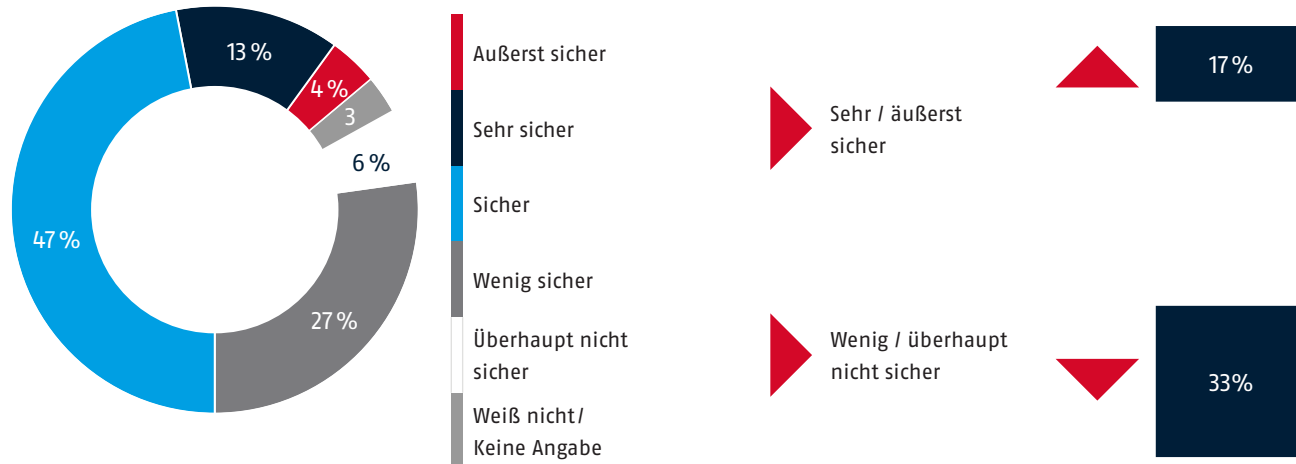 13 %
4 %
3
6 %
47 %
27 %
Außerst sicher
Sehr sicher
Sicher
Wenig sicher
Überhaupt nicht
sicher
Weiß nicht/
Keine Angabe
Sehr / äußerst
sicher
17 %
Wenig / überhaupt
nicht sicher
33%